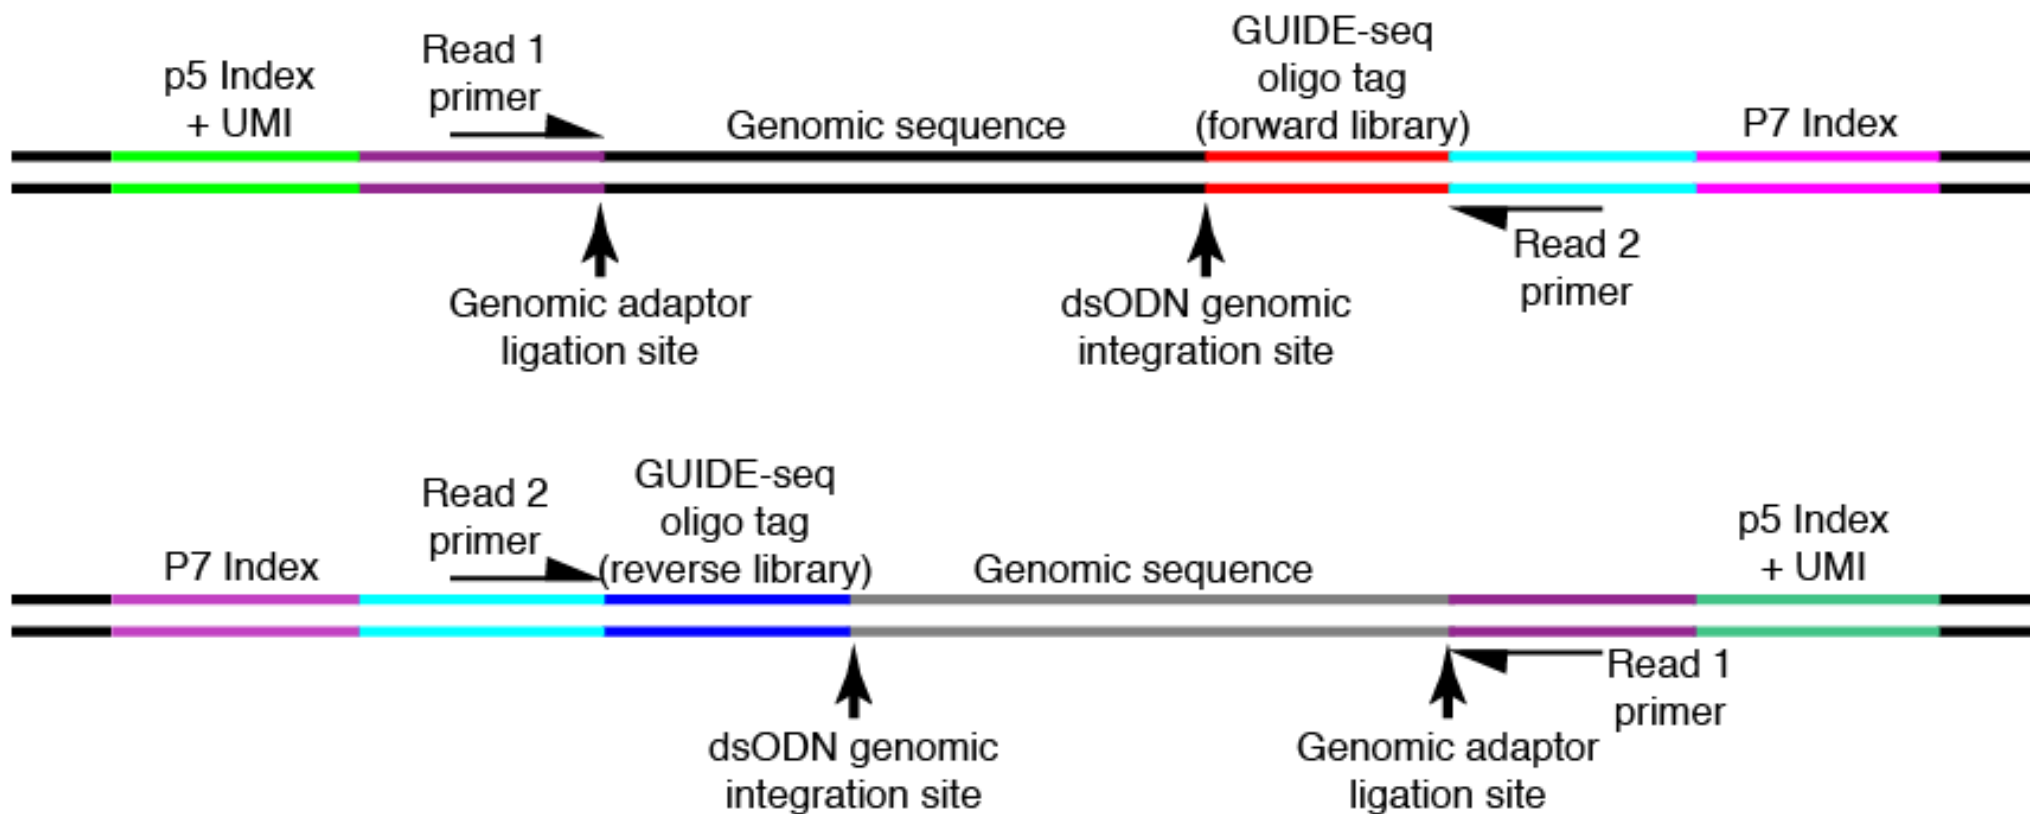 p5 Index
+ UMI
Read 1
primer
Genomic sequence
GUIDE-seq
oligo tag
(forward library)
P7 Index
Genomic adaptor
ligation site
dsODN genomic
integration site
Read 2
primer
P7 Index
Read 2
primer
GUIDE-seq
oligo tag
(reverse library)
Genomic sequence
p5 Index
+ UMI
dsODN genomic
integration site
Genomic adaptor
ligation site
Read 1
primer